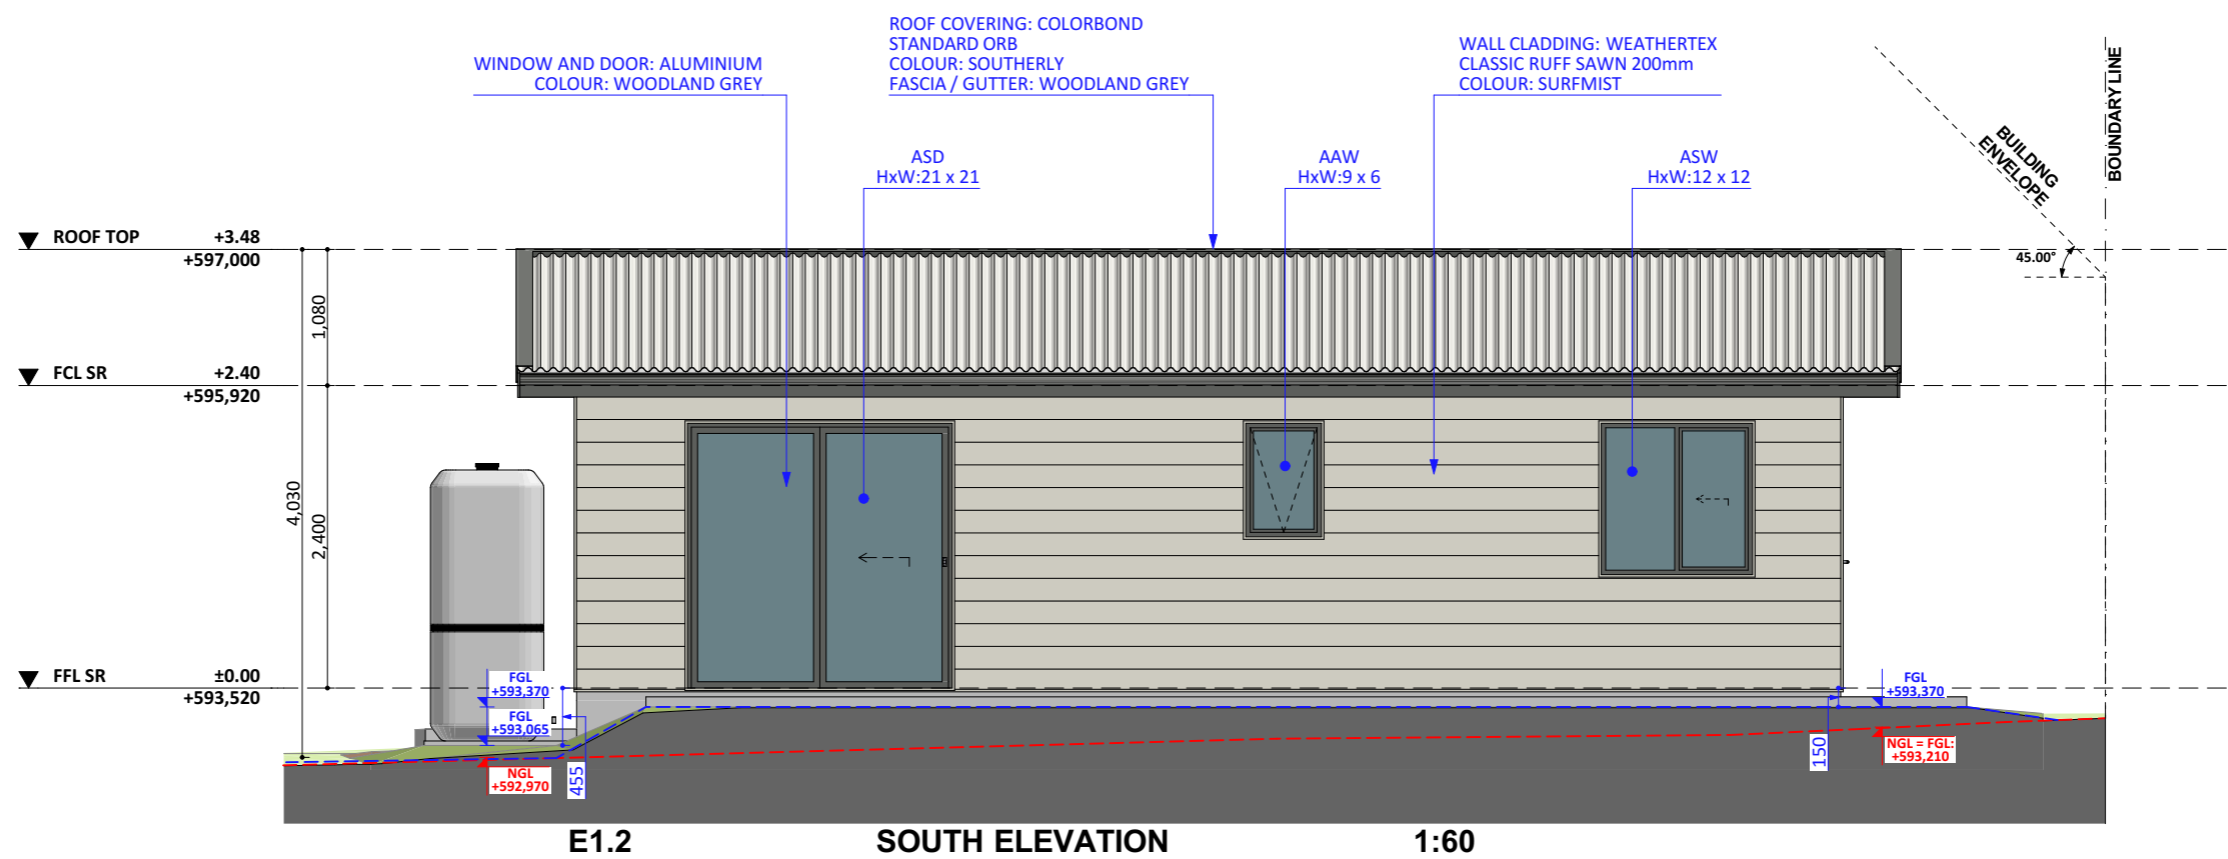 ROOF COVERING: COLORBOND
STANDARD ORB
COLOUR: SOUTHERLY
FASCIA / GUTTER: WOODLAND GREY
WINDOW AND DOOR: ALUMINIUM
COLOUR: WOODLAND GREY
WALL CLADDING: WEATHERTEX
CLASSIC RUFF SAWN 200mm
COLOUR: SURFMIST
BOUNDARY LINE
BUILDING
ENVELOPE
45.00°
ASD
HxW:21 x 21
AAW
HxW:9 x 6
ASW
HxW:12 x 12
ROOF TOP +3.48
+597,000
1,080
FCL SR +2.40
+595,920
4,030
2,400
FFL SR ±0.00
+593,520
FGL
+593,370
FGL
+593,065
NGL
+592,970
455
150
FGL
+593,370
NGL = FGL:
+593,210
E1.2 SOUTH ELEVATION 1:60